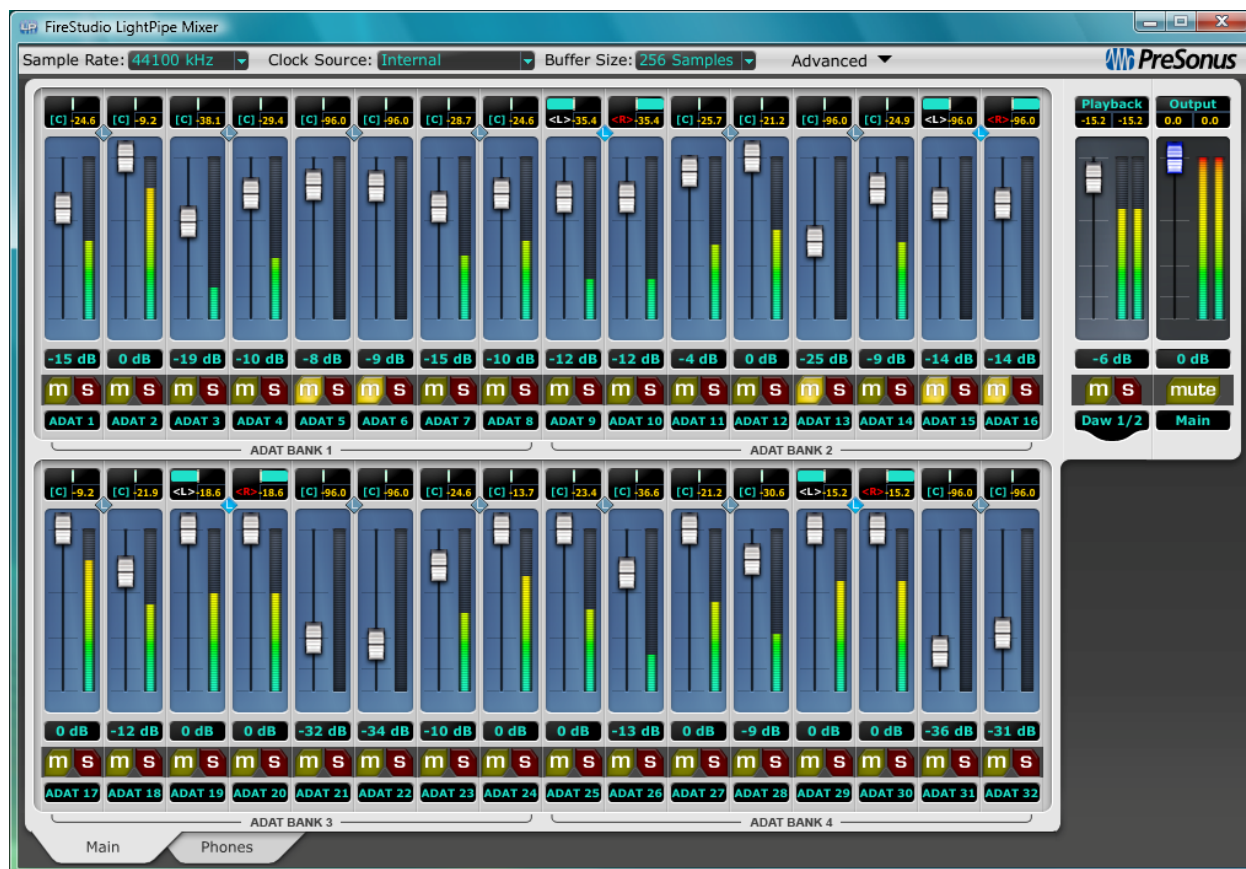 FireStudio LightPipe Mixer
Sample Rate: 44100 kHz Clock Source: Internal Buffer Size: 256 Samples Advanced PreSonus
[C] -24.6 [C] -9.2 [C] -38.1 [C] -29.4 [C] -96.0 [C] -96.0 [C] -28.7 [C] -24.6 <L> -35.4 <R> -35.4 [C] -25.7 [C] -21.2 [C] -96.0 [C] -24.9 <L> -96.0 <R> -96.0 Playback -15.2 -15.2 Output 0.0 0.0
L L L L L L L L
-15 dB 0 dB -19 dB -10 dB -8 dB -9 dB -15 dB -10 dB -12 dB -12 dB -4 dB 0 dB -25 dB -9 dB -14 dB -14 dB -6 dB 0 dB
m s m s m s m s m s m s m s m s m s m s m s m s m s m s m s m s m s mute
ADAT 1 ADAT 2 ADAT 3 ADAT 4 ADAT 5 ADAT 6 ADAT 7 ADAT 8 ADAT 9 ADAT 10 ADAT 11 ADAT 12 ADAT 13 ADAT 14 ADAT 15 ADAT 16 Daw 1/2 Main
ADAT BANK 1 ADAT BANK 2
[C] -9.2 [C] -21.9 <L> -18.6 <R> -18.6 [C] -96.0 [C] -96.0 [C] -24.6 [C] -13.7 [C] -23.4 [C] -36.6 [C] -21.2 [C] -30.6 <L> -15.2 <R> -15.2 [C] -96.0 [C] -96.0
L L L L L L L L
0 dB -12 dB 0 dB 0 dB -32 dB -34 dB -10 dB 0 dB 0 dB -13 dB 0 dB -9 dB 0 dB 0 dB -36 dB -31 dB
m s m s m s m s m s m s m s m s m s m s m s m s m s m s m s m s
ADAT 17 ADAT 18 ADAT 19 ADAT 20 ADAT 21 ADAT 22 ADAT 23 ADAT 24 ADAT 25 ADAT 26 ADAT 27 ADAT 28 ADAT 29 ADAT 30 ADAT 31 ADAT 32
ADAT BANK 3 ADAT BANK 4
Main Phones